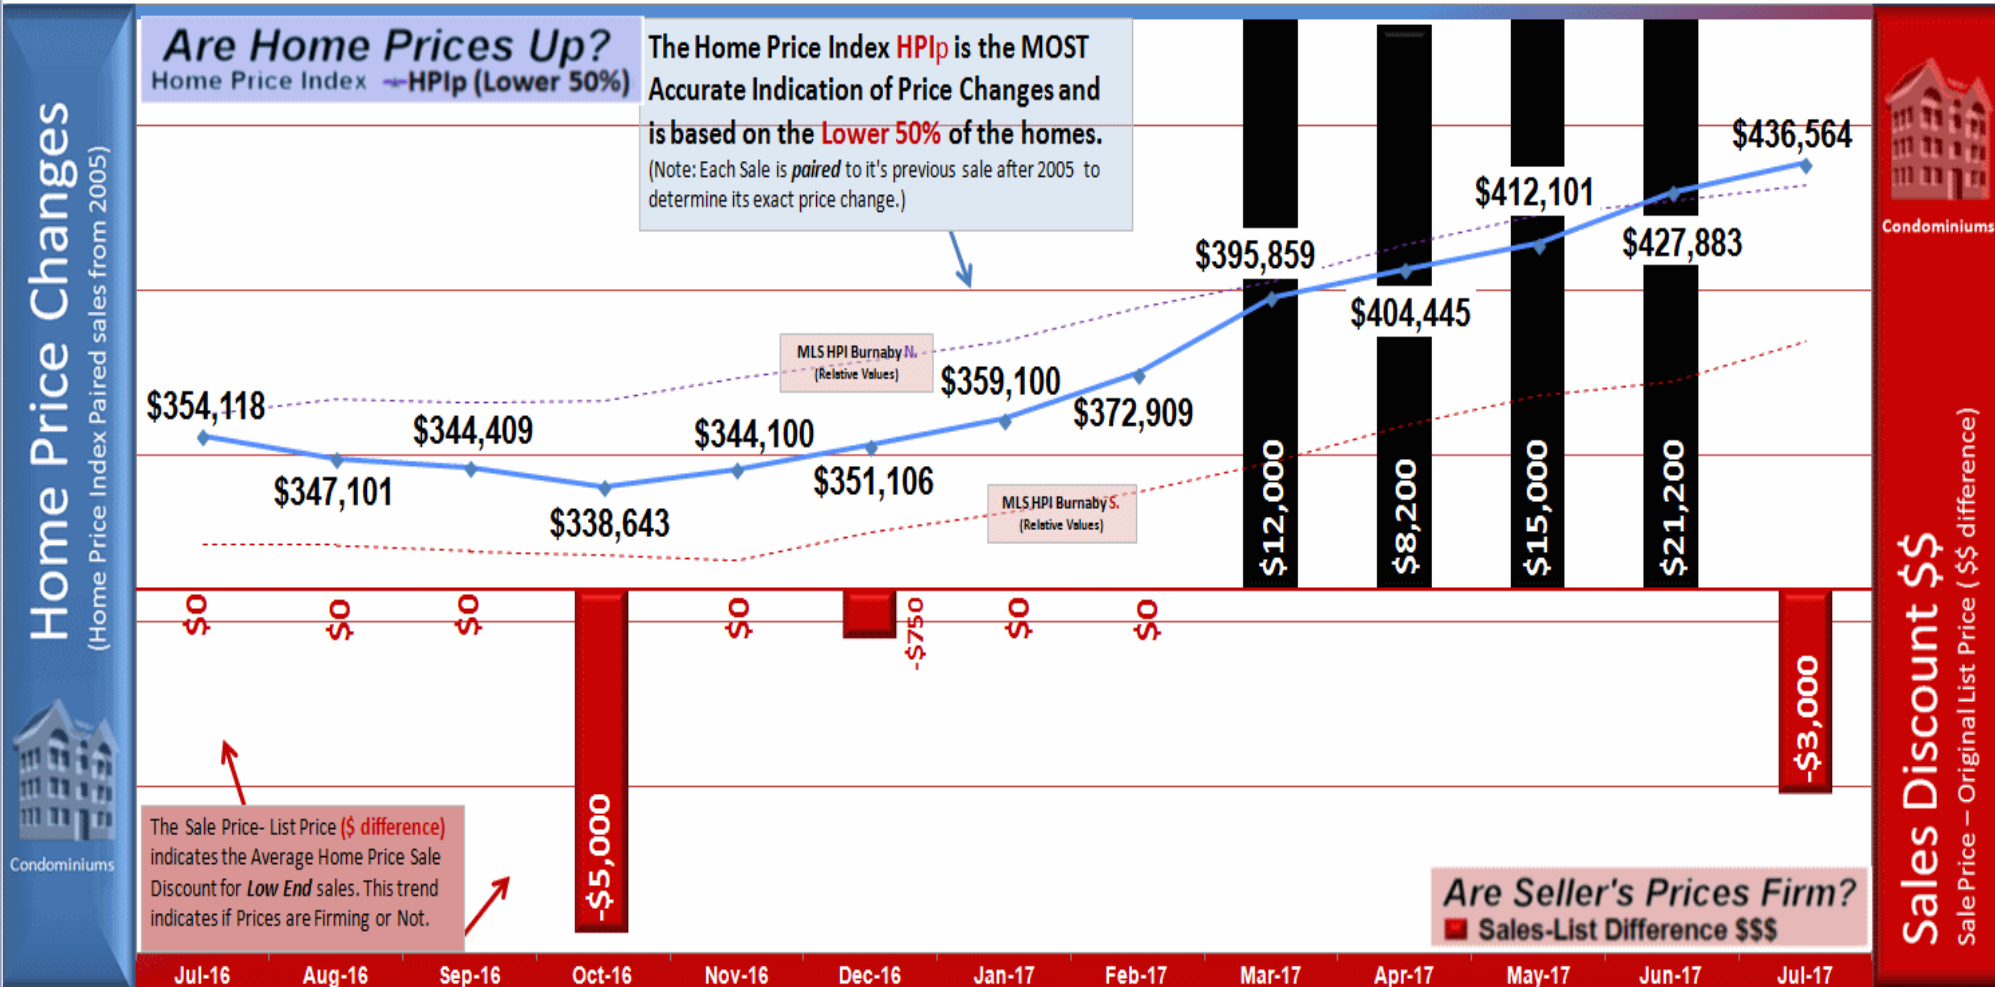 Home Price Changes
(Home Price Index Paired sales from 2005)
Condominiums
Are Home Prices Up?
Home Price Index HPIp (Lower 50%)
The Home Price Index HPIp is the MOST
Accurate Indication of Price Changes and
is based on the Lower 50% of the homes.
(Note: Each Sale is paired to it's previous sale after 2005 to
determine its exact price change.)
$354,118
$347,101
$344,409
$338,643
$344,100
$351,106
$359,100
$372,909
$395,859
$404,445
$412,101
$427,883
$436,564
MLS HPI Burnaby N.
(Relative Values)
MLS HPI Burnaby S.
(Relative Values)
$0
$0
$0
-$5,000
$0
-$750
$0
$0
$12,000
$8,200
$15,000
$21,200
-$3,000
The Sale Price- List Price ($ difference)
indicates the Average Home Price Sale
Discount for Low End sales. This trend
indicates if Prices are Firming or Not.
Are Seller's Prices Firm?
Sales-List Difference $$$
Jul-16
Aug-16
Sep-16
Oct-16
Nov-16
Dec-16
Jan-17
Feb-17
Mar-17
Apr-17
May-17
Jun-17
Jul-17
Condominiums
Sales Discount $$
Sale Price – Original List Price ( $$ difference)